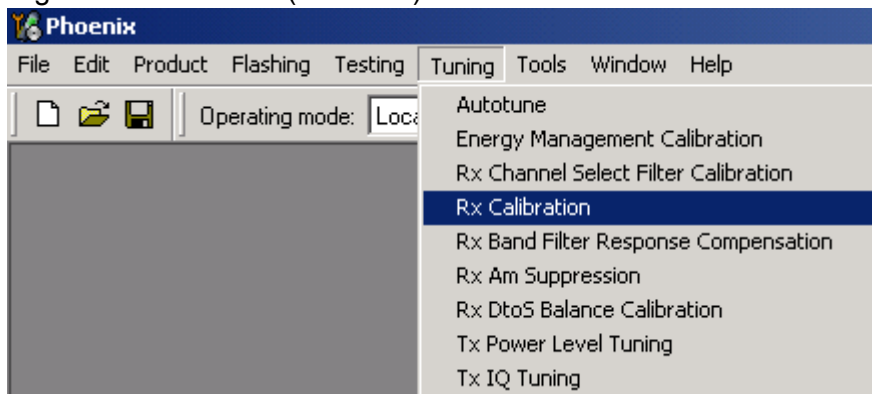 Phoenix
File Edit Product Flashing Testing Tuning Tools Window Help
Operating mode: Loca
Autotune
Energy Management Calibration
Rx Channel Select Filter Calibration
Rx Calibration
Rx Band Filter Response Compensation
Rx Am Suppression
Rx DtoS Balance Calibration
Tx Power Level Tuning
Tx IQ Tuning